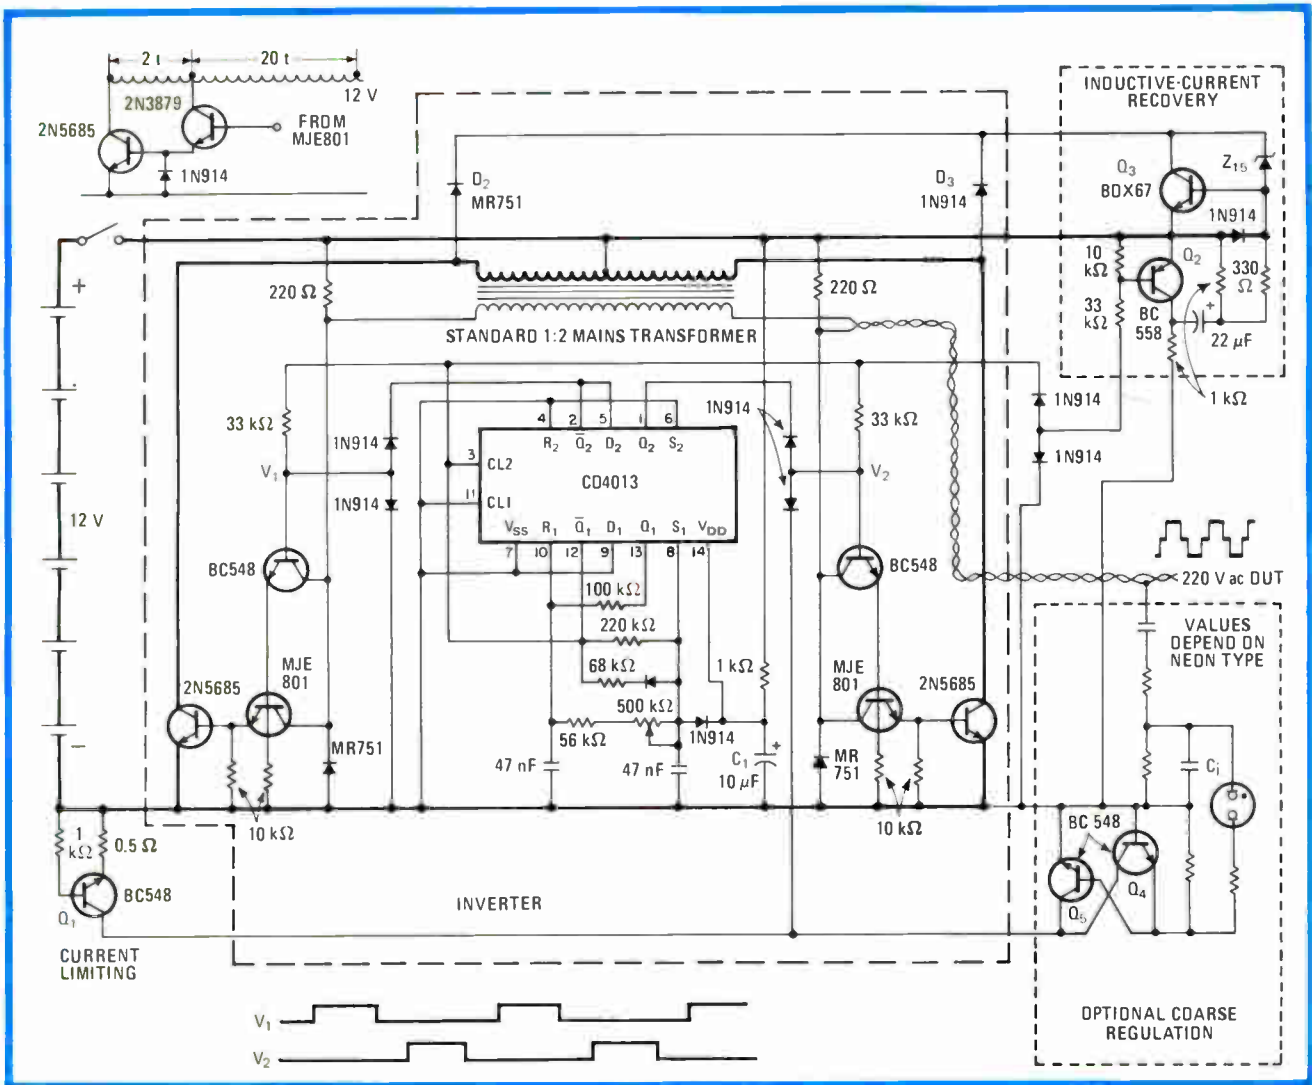 2 t
20 t
12 V
2N3879
2N5685
FROM
MJE801
1N914
INDUCTIVE-CURRENT
RECOVERY
D2
MR751
D3
1N914
Q3
BDX67
Z15
1N914
Q2
10
kΩ
330
Ω
33
kΩ
BC
558
22 µF
+
1 kΩ
+
220 Ω
220 Ω
STANDARD 1:2 MAINS TRANSFORMER
33 kΩ
1N914
V1
1N914
4 2 5 1 6
R2 Q̅2 D2 Q2 S2
3 CL2
11 CL1
CD4013
VSS R1 Q̅1 D1 Q1 S1 VDD
7 10 12 9 13 8 14
1N914
33 kΩ
V2
1N914
1N914
12 V
BC548
BC548
100 kΩ
220 kΩ
68 kΩ
500 kΩ
56 kΩ
1N914
1 kΩ
47 nF
47 nF
C1
10 µF
+
220 V ac OUT
VALUES
DEPEND ON
NEON TYPE
2N5685
MJE
801
MR751
MJE
801
2N5685
MR
751
Ci
–
10 kΩ
10 kΩ
1
kΩ
0.5 Ω
BC548
Q1
CURRENT
LIMITING
INVERTER
BC 548
Q4
Q5
OPTIONAL COARSE
REGULATION
V1
V2